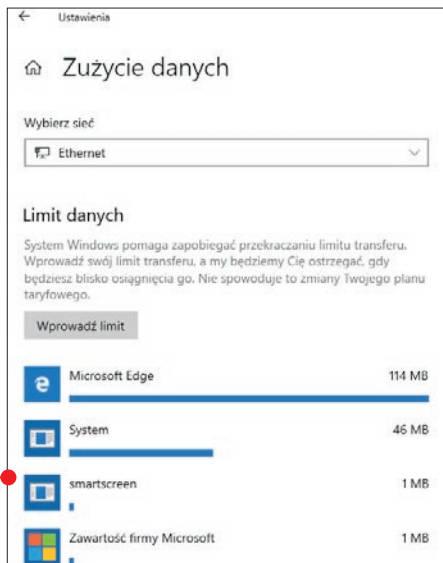 Ustawienia
Zużycie danych
Wybierz sieć
Ethernet
Limit danych
System Windows pomaga zapobiegać przekraczaniu limitu transferu.
Wprowadź swój limit transferu, a my będziemy Cię ostrzegać, gdy
będziesz blisko osiągnięcia go. Nie spowoduje to zmiany Twojego planu
taryfowego.
Wprowadź limit
Microsoft Edge 114 MB
System 46 MB
smartscreen 1 MB
Zawartość firmy Microsoft 1 MB